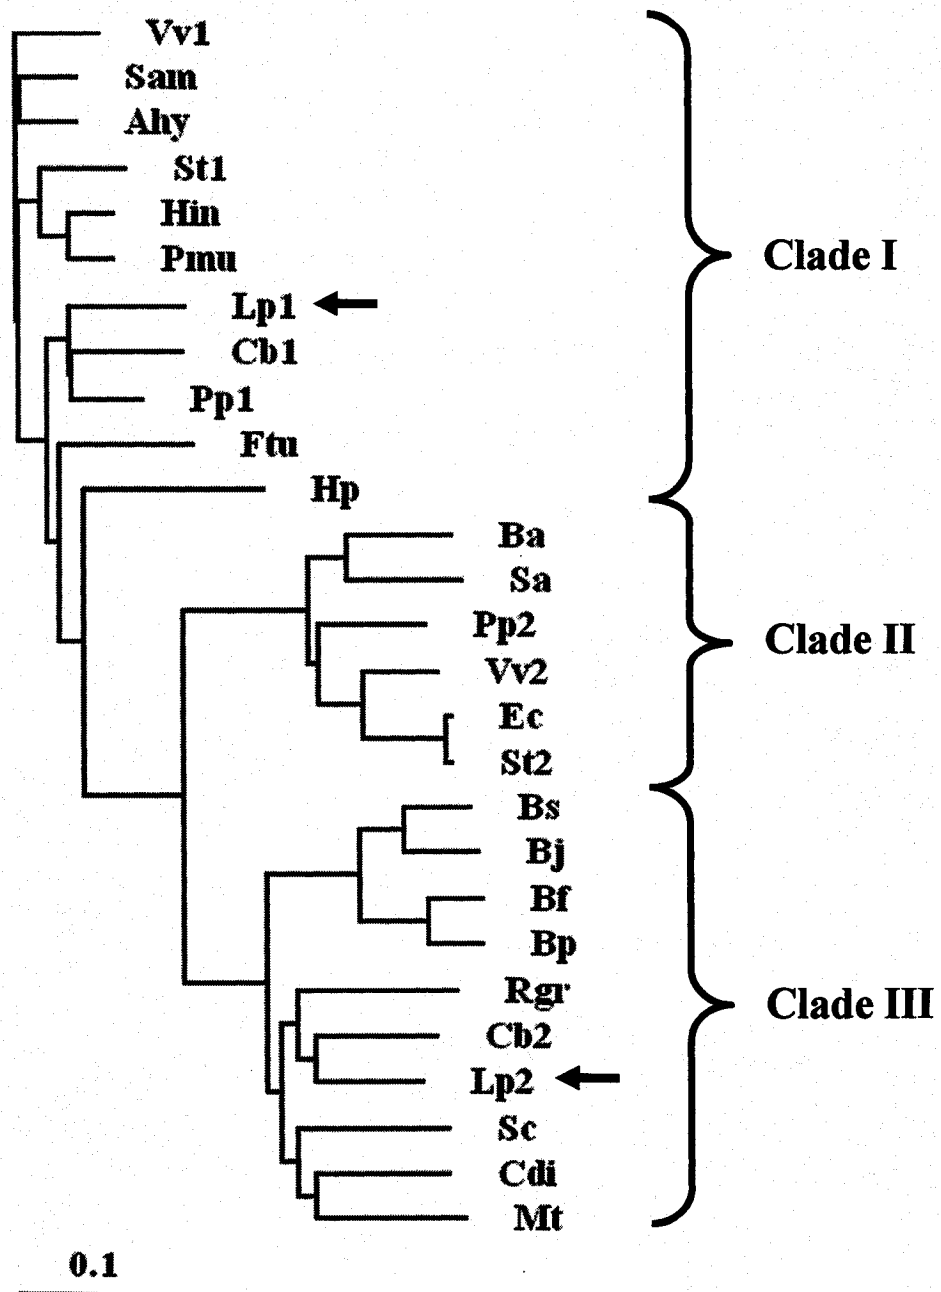 Vv1
Sam
Ahy
St1
Hin
Pmu
Clade I
Lp1
Cb1
Pp1
Ftu
Hp
Ba
Sa
Pp2
Clade II
Vv2
Ec
St2
Bs
Bj
Bf
Bp
Rgr
Clade III
Cb2
Lp2
Sc
Cdi
Mt
0.1